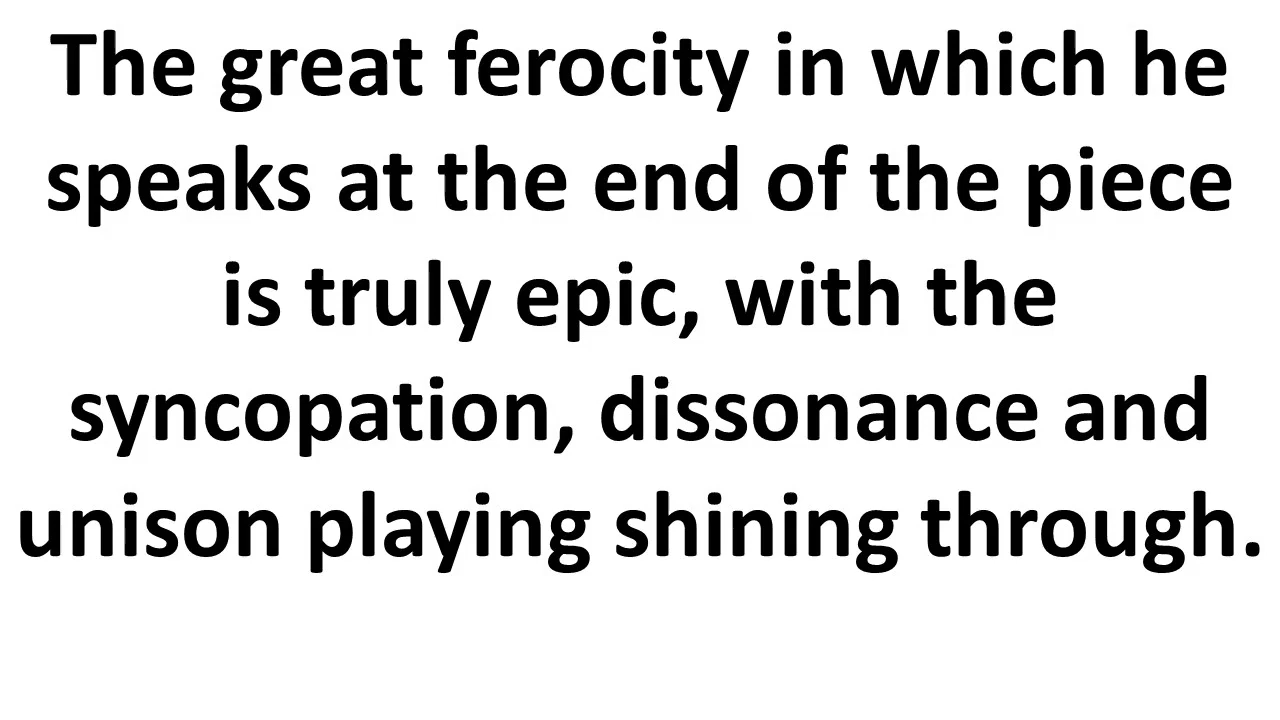 The great ferocity in which he
speaks at the end of the piece
is truly epic, with the
syncopation, dissonance and
unison playing shining through.